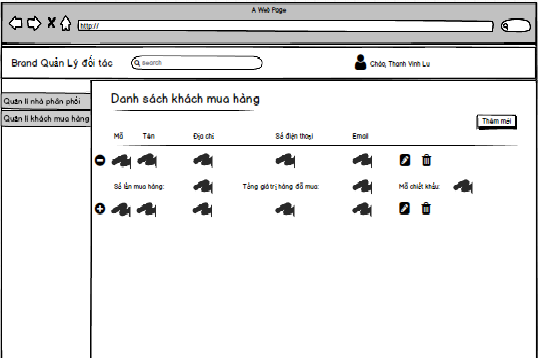 A Web Page
http://
Brand Quản Lý đối tác
search
Chào, Thanh Vinh Lu
Quản lí nhà phân phối
Quản lí khách mua hàng
Danh sách khách mua hàng
Thêm mới
Mã Tên Địa chỉ Số điện thoại Email
Số lần mua hàng: Tổng giá trị hàng đã mua: Mã chiết khấu: